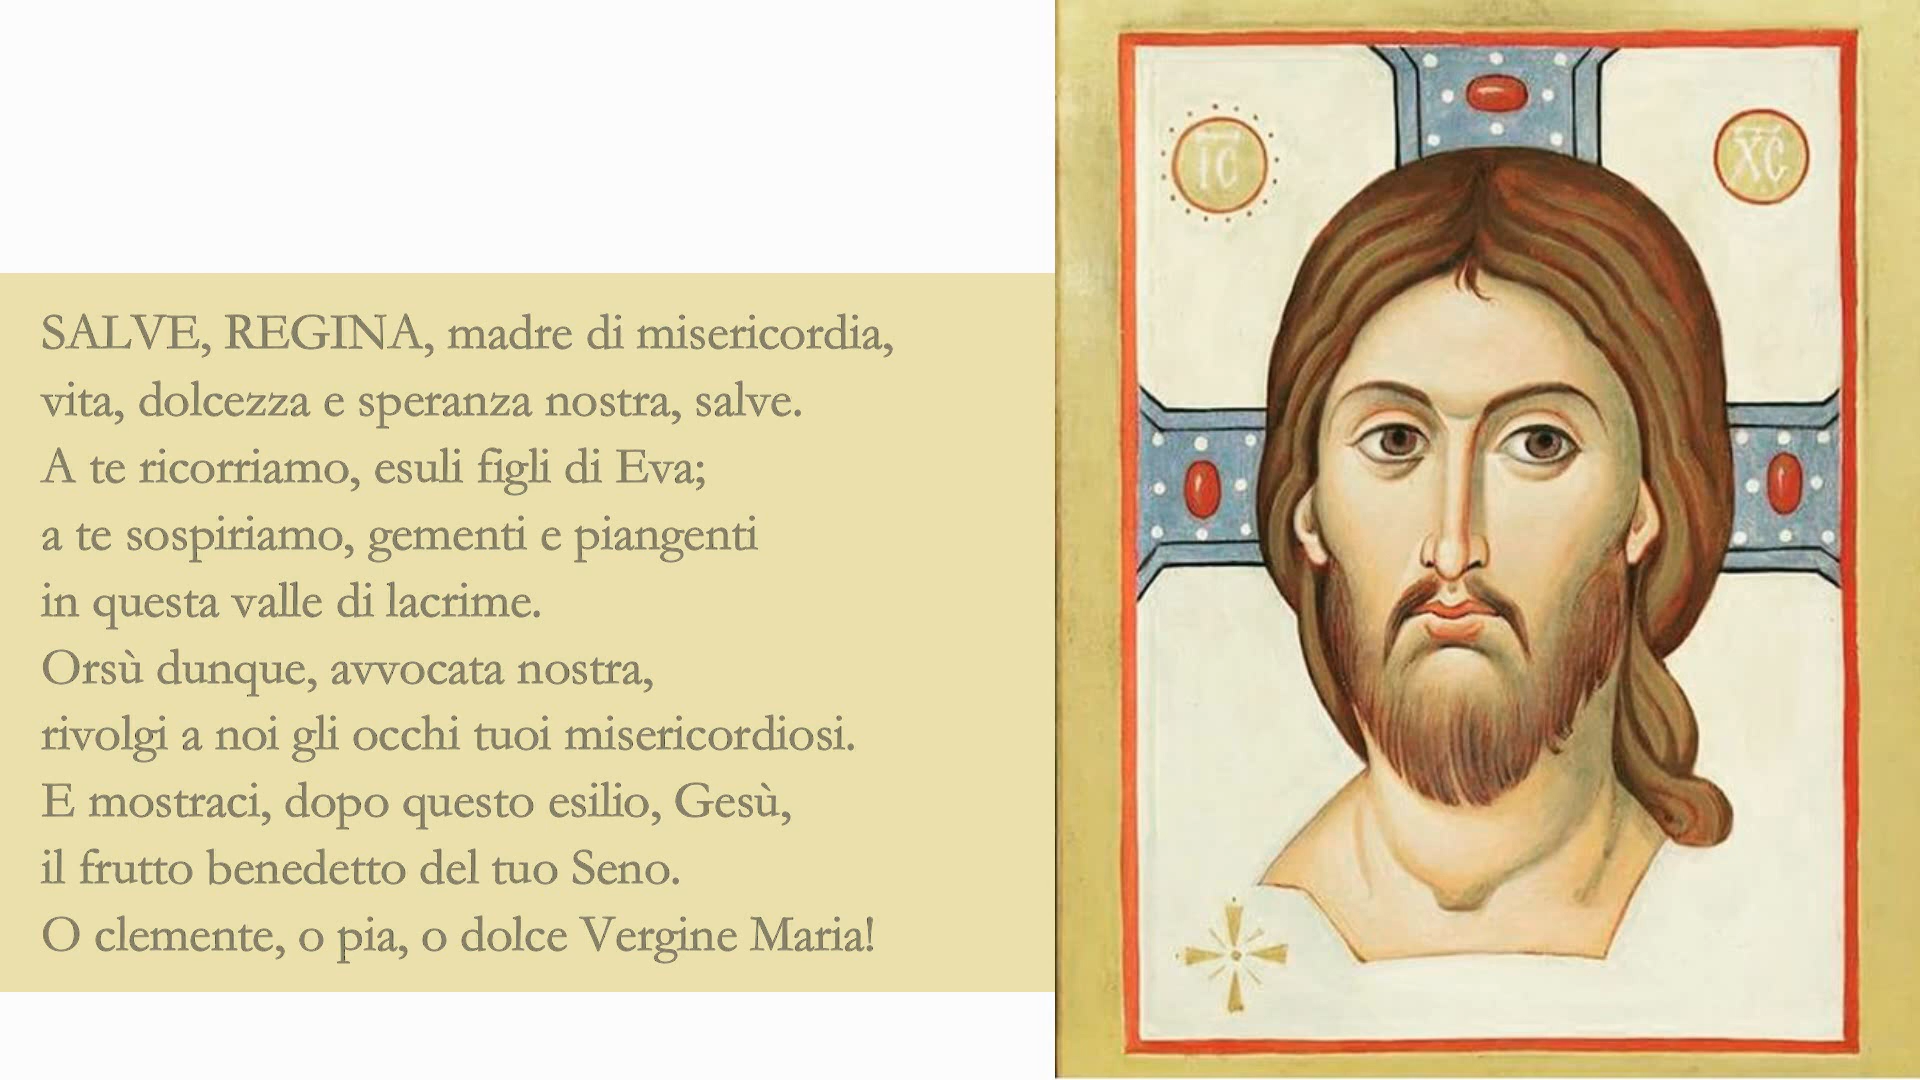 SALVE, REGINA, madre di misericordia,
vita, dolcezza e speranza nostra, salve.
A te ricorriamo, esuli figli di Eva;
a te sospiriamo, gementi e piangenti
in questa valle di lacrime.
Orsù dunque, avvocata nostra,
rivolgi a noi gli occhi tuoi misericordiosi.
E mostraci, dopo questo esilio, Gesù,
il frutto benedetto del tuo Seno.
O clemente, o pia, o dolce Vergine Maria!
IC
XC